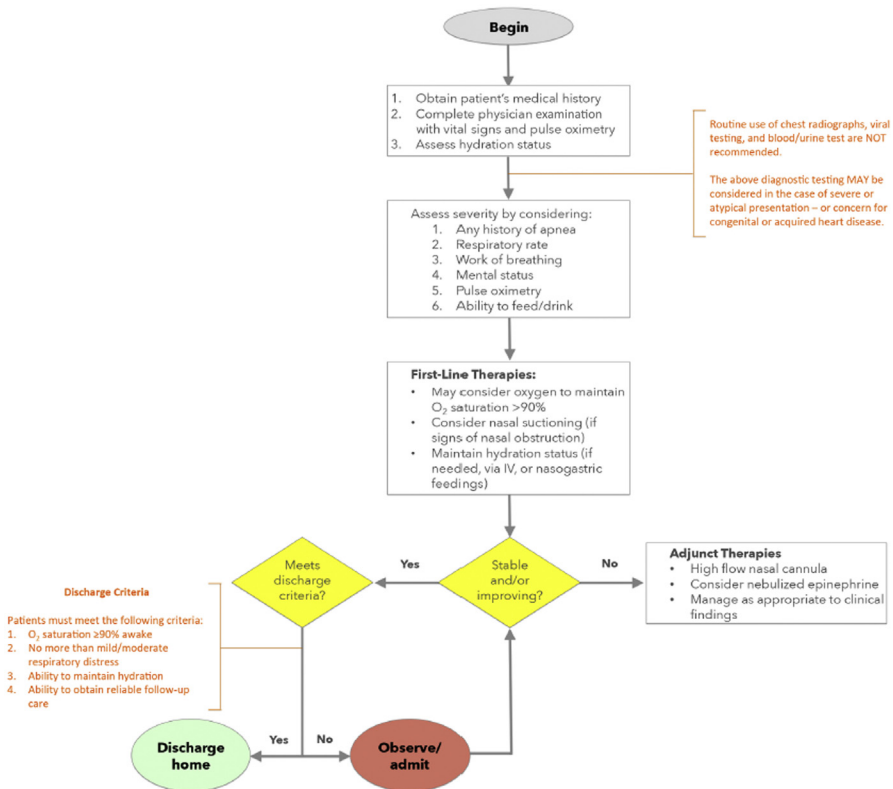 Begin
1. Obtain patient's medical history
2. Complete physician examination
with vital signs and pulse oximetry
3. Assess hydration status
Routine use of chest radiographs, viral
testing, and blood/urine test are NOT
recommended.
The above diagnostic testing MAY be
considered in the case of severe or
atypical presentation – or concern for
congenital or acquired heart disease.
Assess severity by considering:
1. Any history of apnea
2. Respiratory rate
3. Work of breathing
4. Mental status
5. Pulse oximetry
6. Ability to feed/drink
First-Line Therapies:
• May consider oxygen to maintain
O₂ saturation >90%
• Consider nasal suctioning (if
signs of nasal obstruction)
• Maintain hydration status (if
needed, via IV, or nasogastric
feedings)
Meets
discharge
criteria?
Yes
Stable
and/or
improving?
No
Adjunct Therapies
• High flow nasal cannula
• Consider nebulized epinephrine
• Manage as appropriate to clinical
findings
Discharge Criteria
Patients must meet the following criteria:
1. O₂ saturation ≥90% awake
2. No more than mild/moderate
respiratory distress
3. Ability to maintain hydration
4. Ability to obtain reliable follow-up
care
Discharge
home
Yes
No
Observe/
admit